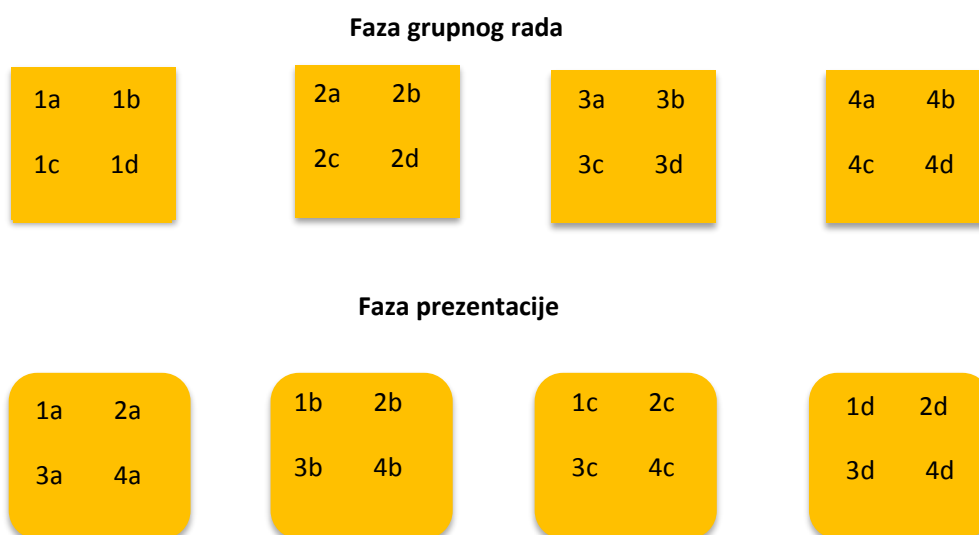 Faza grupnog rada
1a 1b
1c 1d
2a 2b
2c 2d
3a 3b
3c 3d
4a 4b
4c 4d
Faza prezentacije
1a 2a
3a 4a
1b 2b
3b 4b
1c 2c
3c 4c
1d 2d
3d 4d